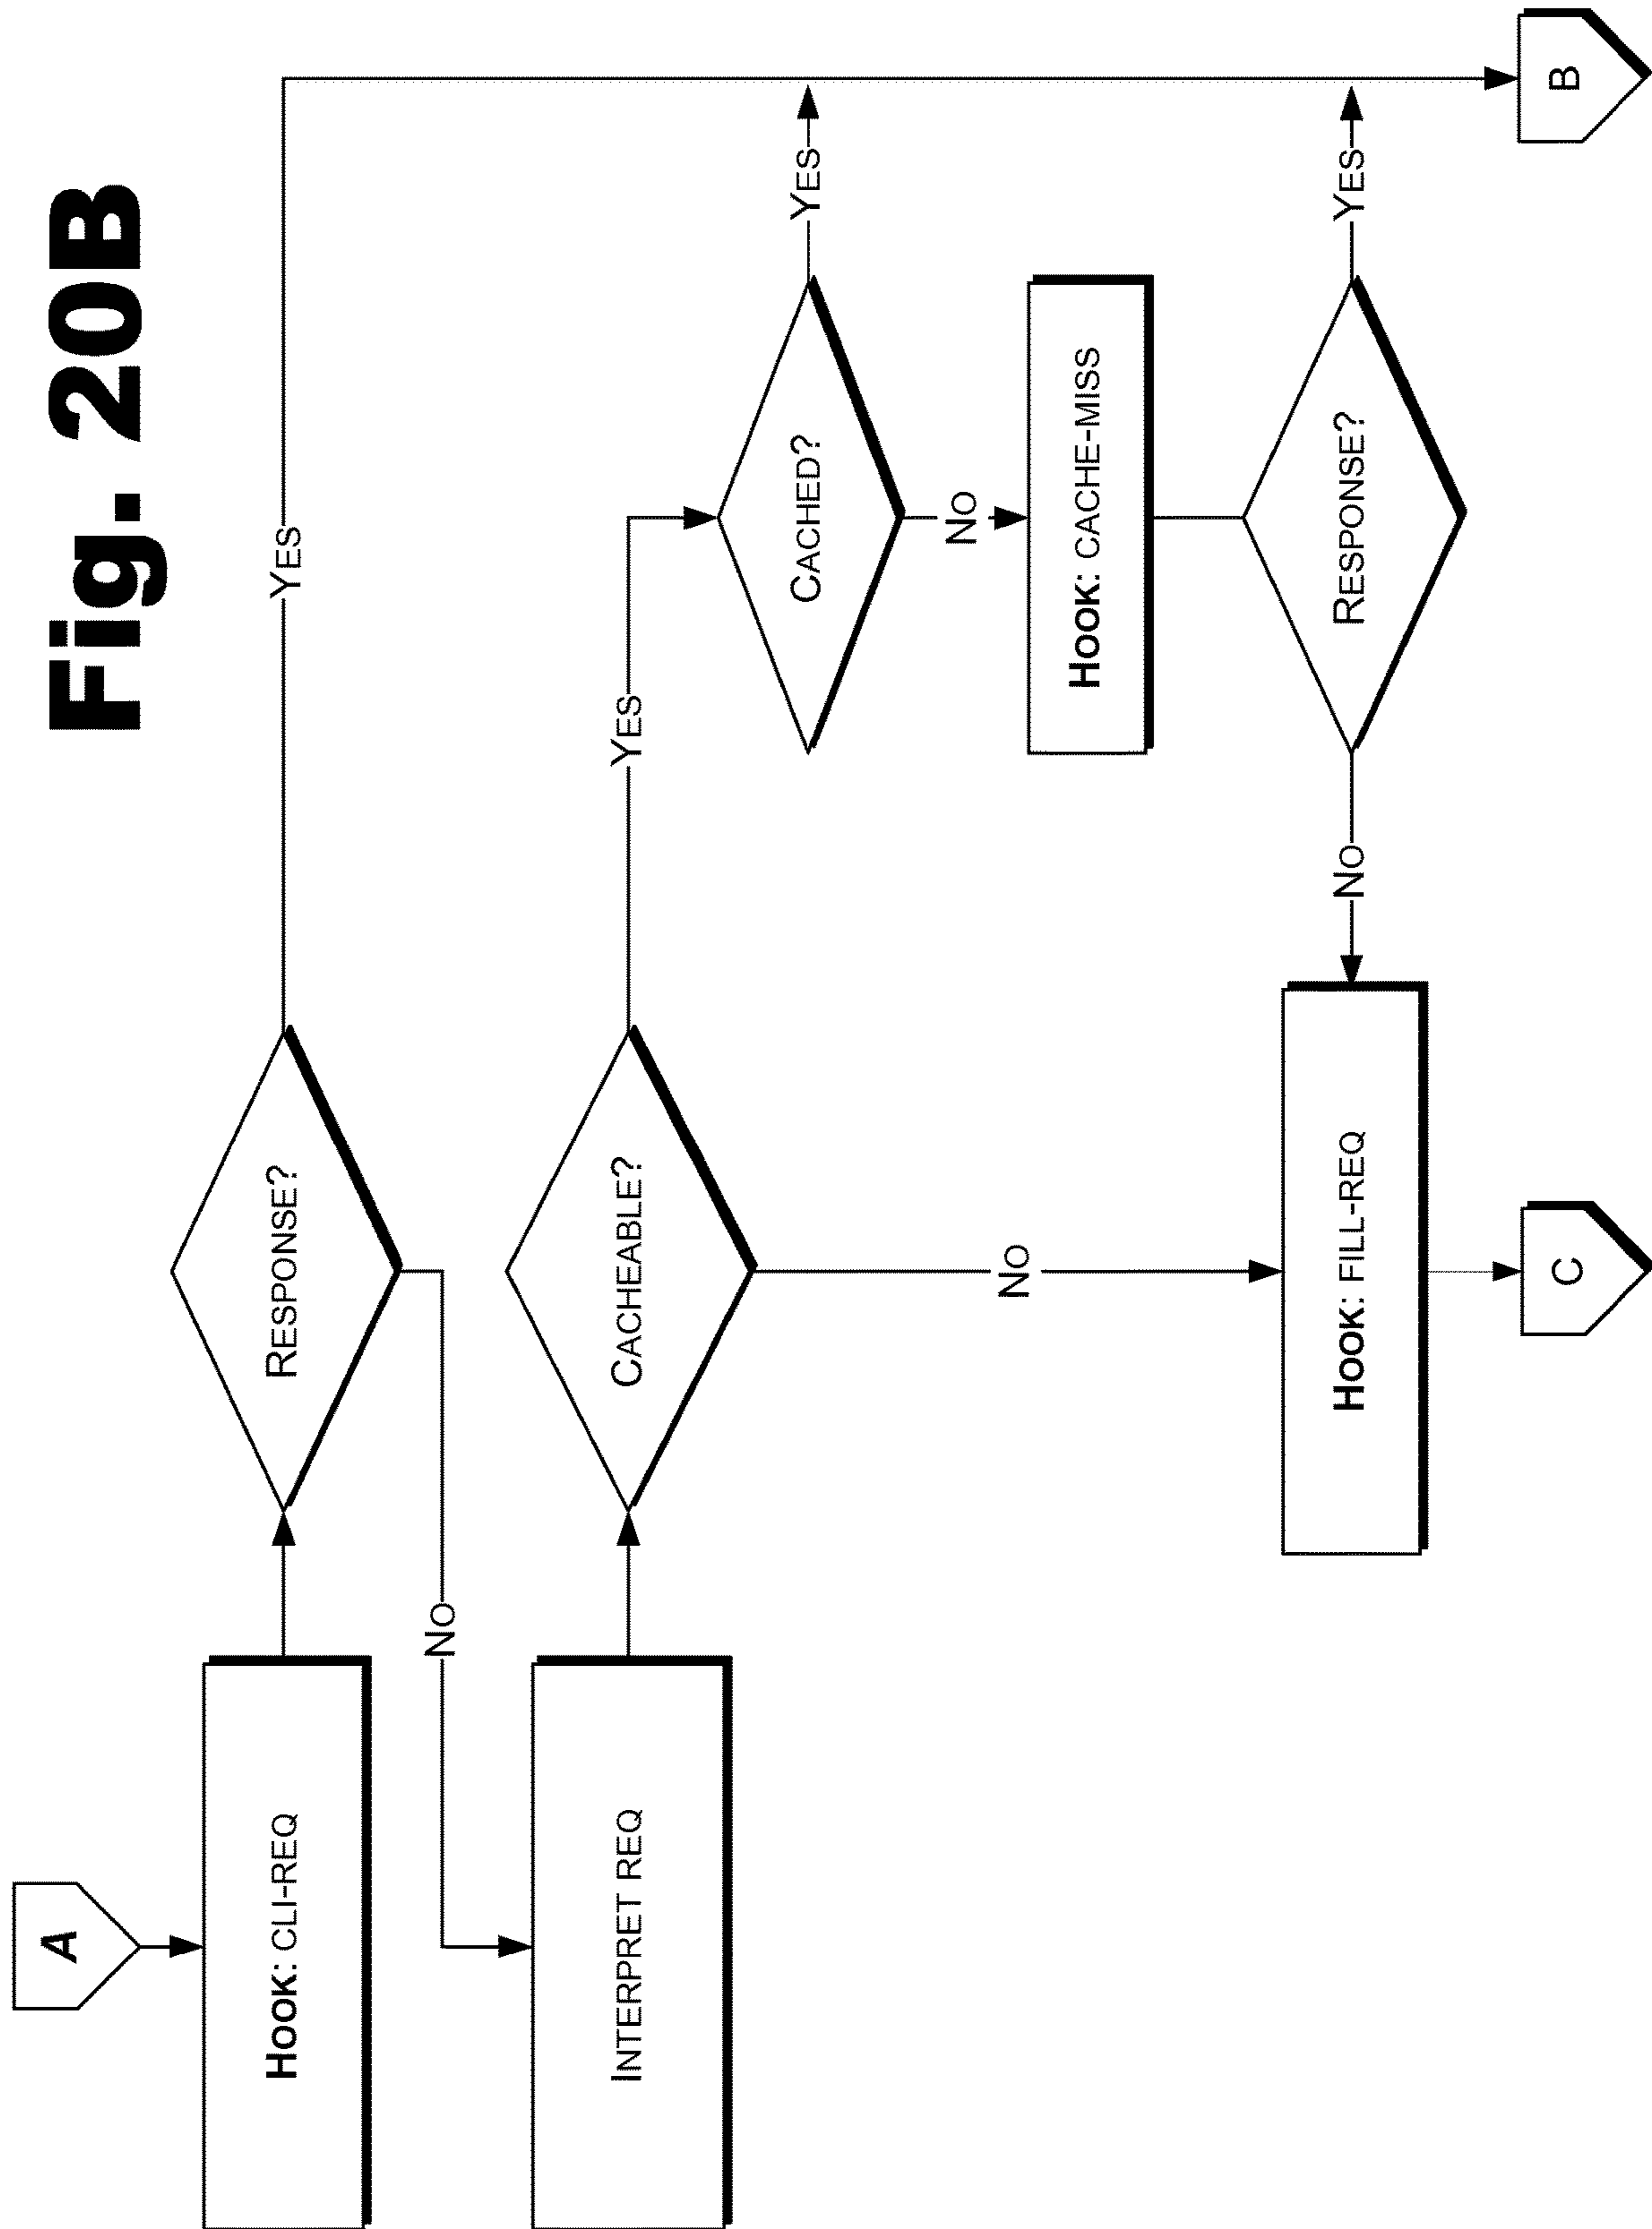 Fig. 20B
A
HOOK: CLI-REQ
RESPONSE?
YES
NO
INTERPRET REQ
CACHEABLE?
YES
CACHED?
YES
NO
HOOK: CACHE-MISS
NO
HOOK: FILL-REQ
NO
RESPONSE?
YES
C
B